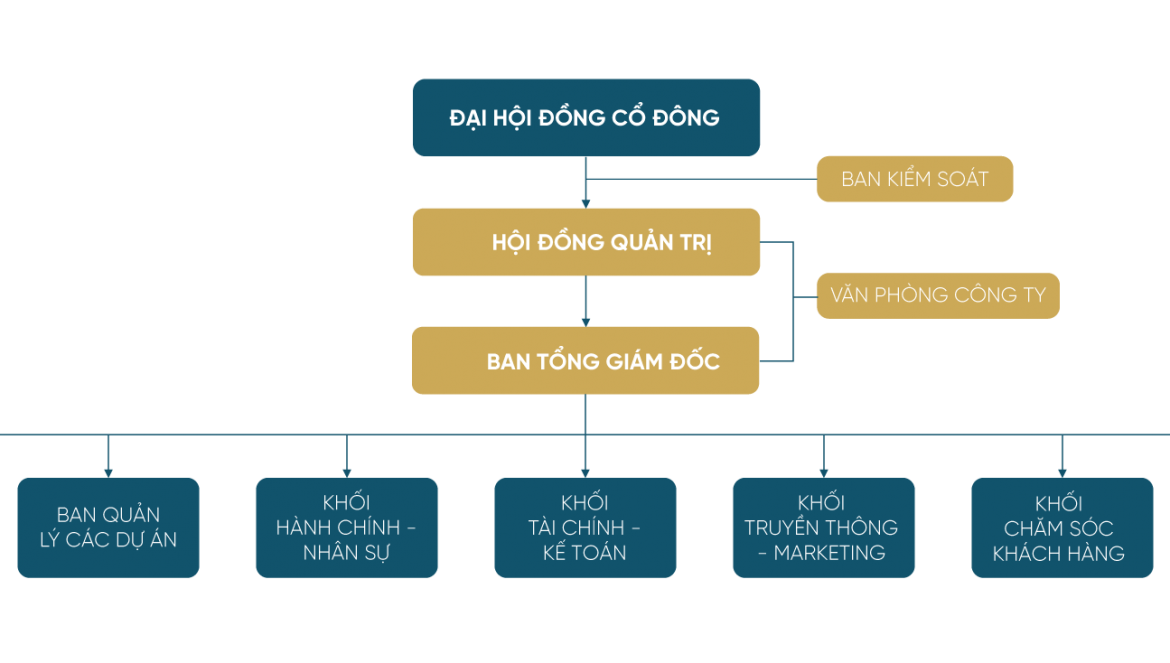 ĐẠI HỘI ĐỒNG CỔ ĐÔNG
BAN KIỂM SOÁT
HỘI ĐỒNG QUẢN TRỊ
VĂN PHÒNG CÔNG TY
BAN TỔNG GIÁM ĐỐC
BAN QUẢN
LÝ CÁC DỰ ÁN
KHỐI
HÀNH CHÍNH -
NHÂN SỰ
KHỐI
TÀI CHÍNH -
KẾ TOÁN
KHỐI
TRUYỀN THÔNG
- MARKETING
KHỐI
CHĂM SÓC
KHÁCH HÀNG